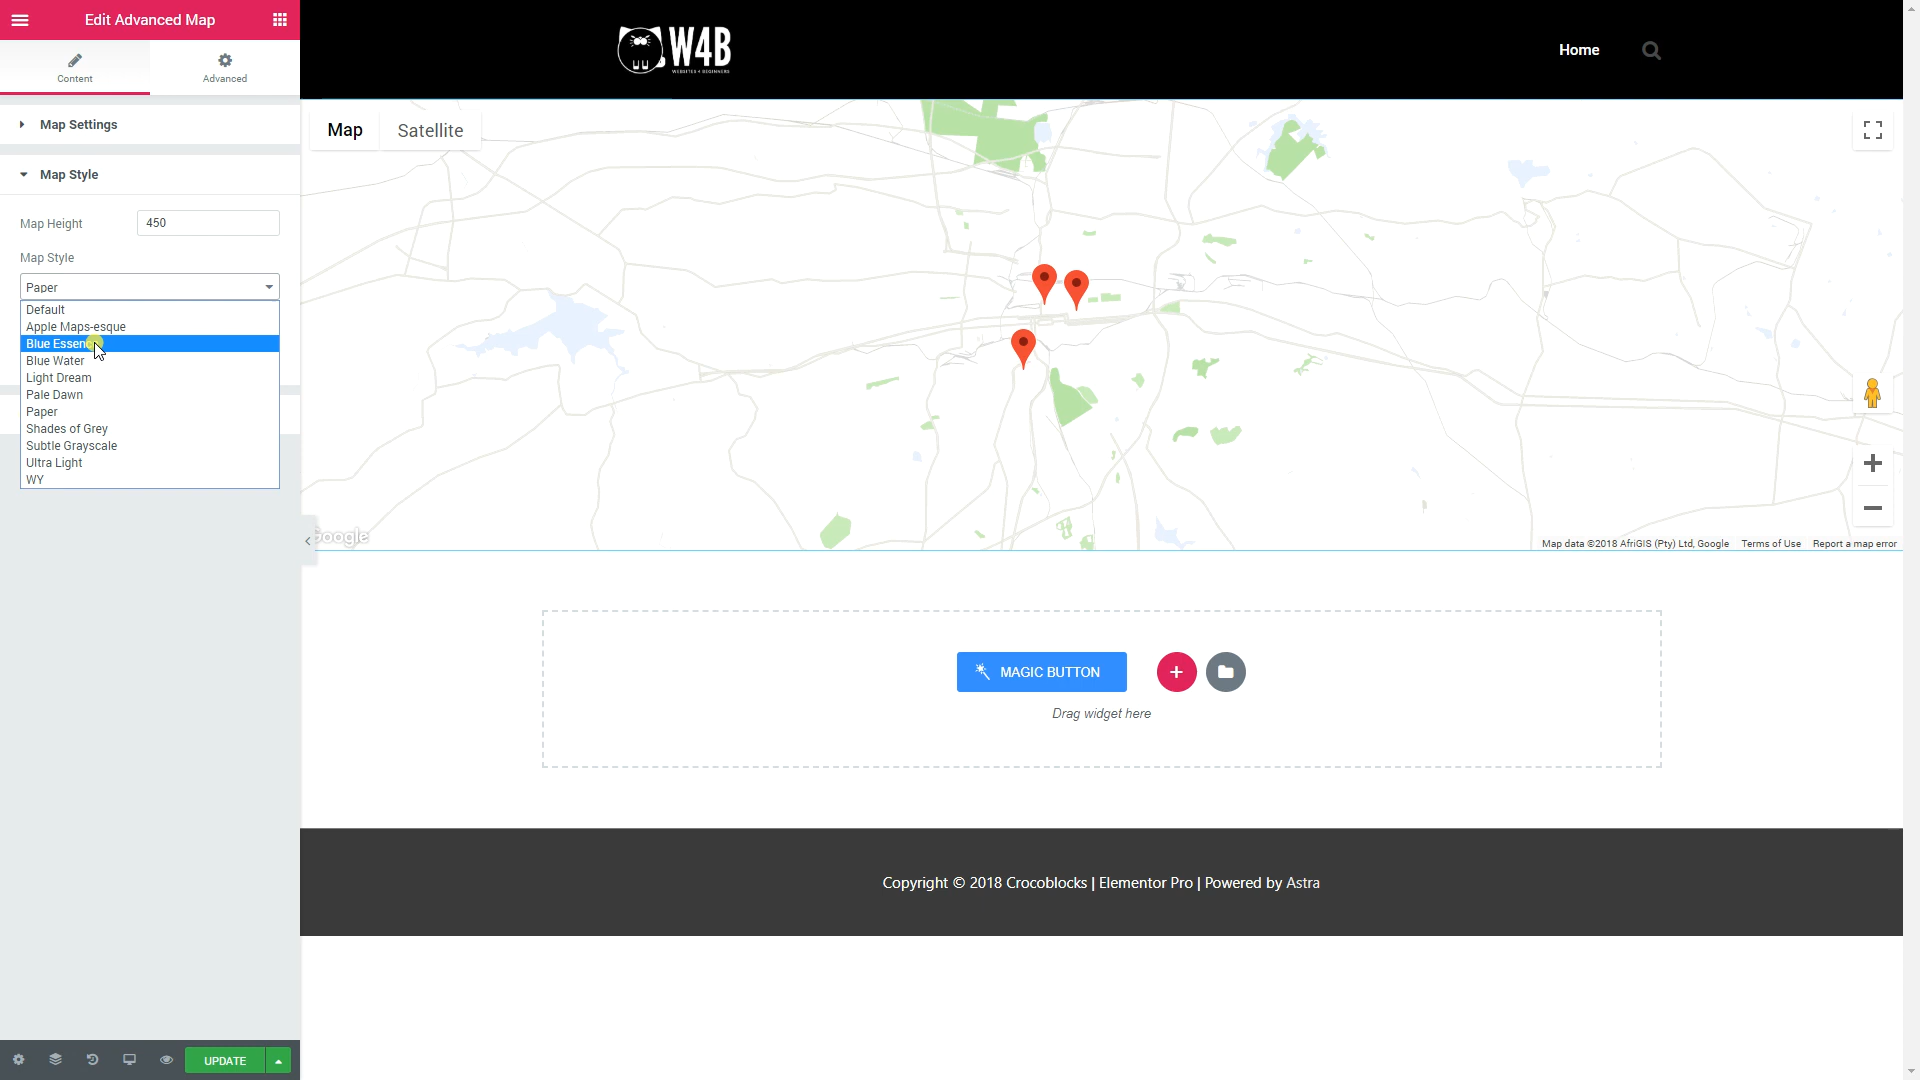 Edit Advanced Map
Content
Advanced
Map Settings
Map Style
Map Height
450
Map Style
Paper
Default
Apple Maps-esque
Blue Essen
Blue Water
Light Dream
Pale Dawn
Paper
Shades of Grey
Subtle Grayscale
Ultra Light
WY
UPDATE
W4B
WEBSITES 4 BEGINNERS
Home
Map
Satellite
Google
Map data ©2018 AfriGIS (Pty) Ltd, Google
Terms of Use
Report a map error
MAGIC BUTTON
Drag widget here
Copyright © 2018 Crocoblocks | Elementor Pro | Powered by Astra